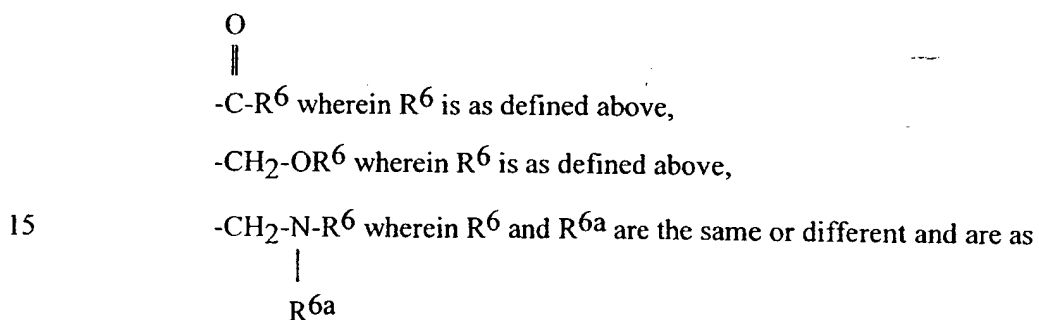 O
||
-C-R6 wherein R6 is as defined above,
-CH2-OR6 wherein R6 is as defined above,
15 -CH2-N-R6 wherein R6 and R6a are the same or different and are as
|
R6a